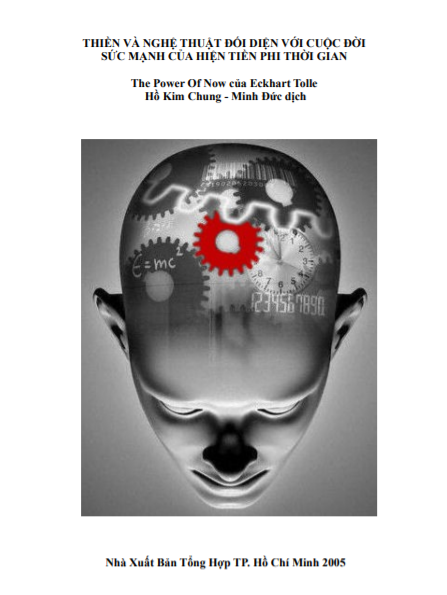 THIỀN VÀ NGHỆ THUẬT ĐỐI DIỆN VỚI CUỘC ĐỜI
SỨC MẠNH CỦA HIỆN TIỀN PHI THỜI GIAN
The Power Of Now của Eckhart Tolle
Hồ Kim Chung - Minh Đức dịch
E=mc²
1234567890
Nhà Xuất Bản Tổng Hợp TP. Hồ Chí Minh 2005